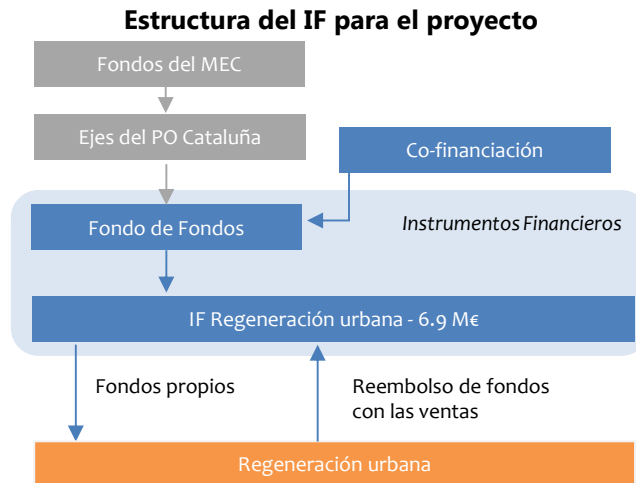 Estructura del IF para el proyecto
Fondos del MEC
Ejes del PO Cataluña
Co-financiación
Fondo de Fondos
Instrumentos Financieros
IF Regeneración urbana - 6.9 M€
Fondos propios
Reembolso de fondos
con las ventas
Regeneración urbana